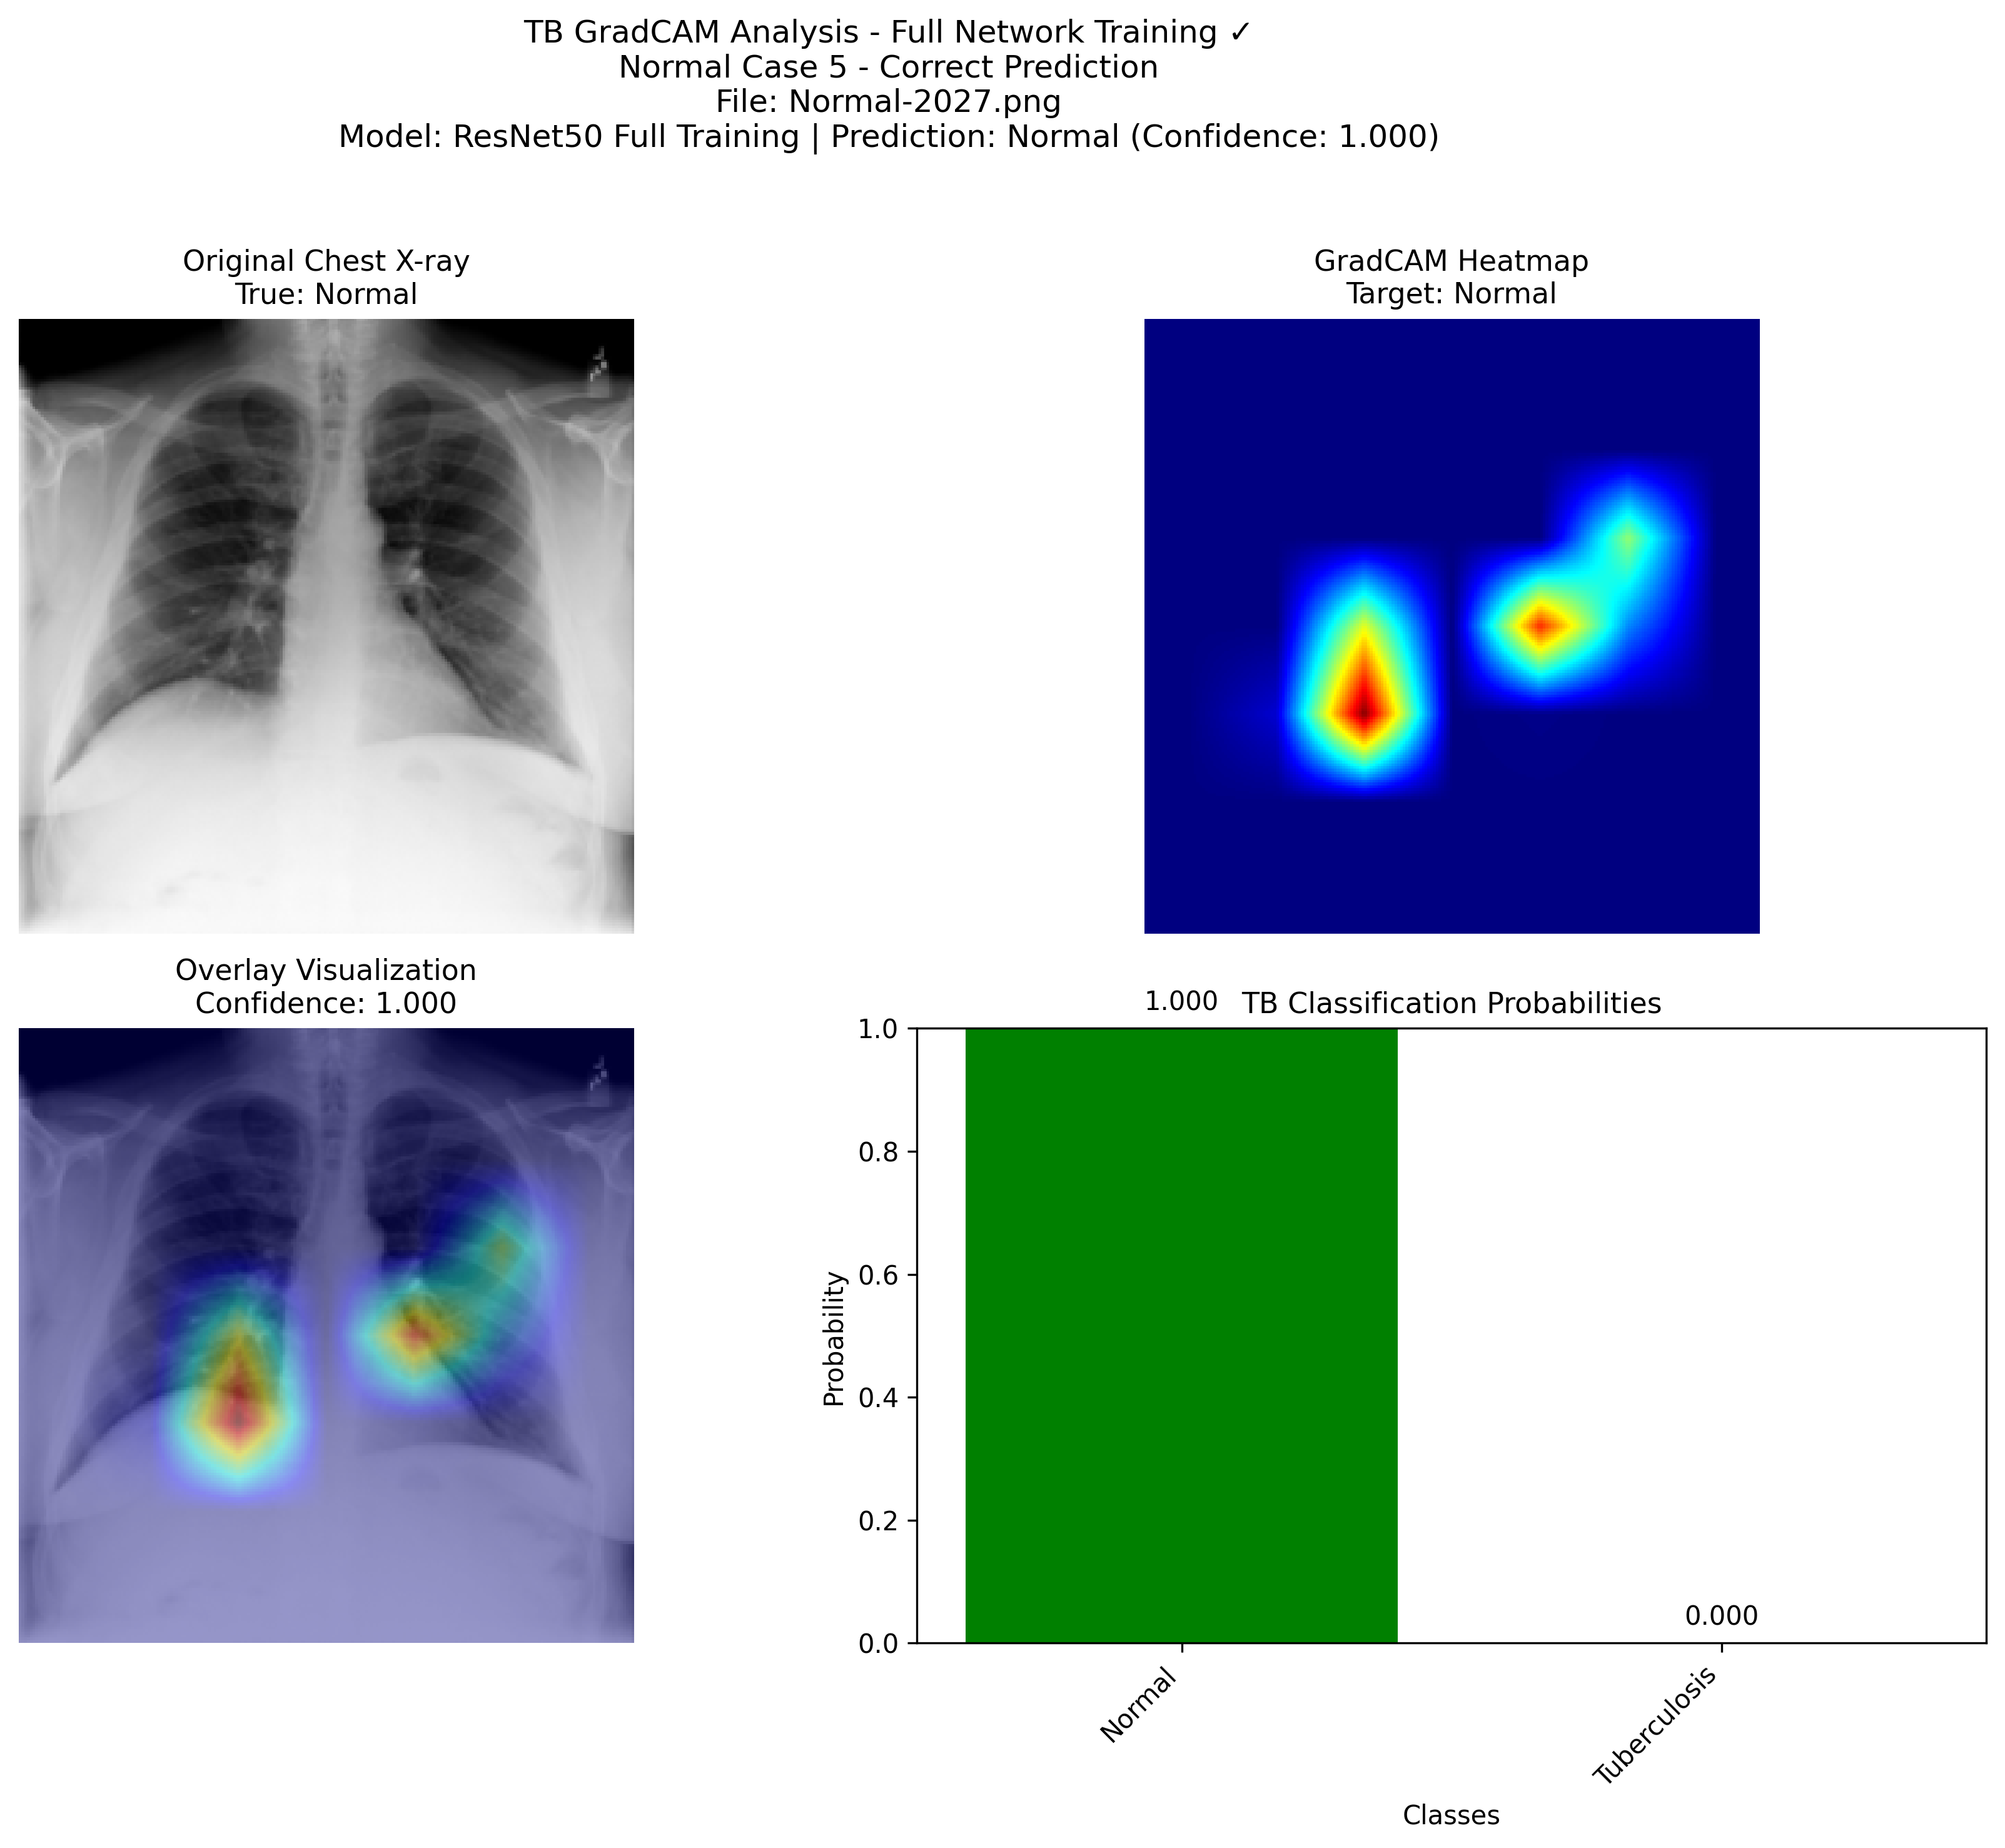 TB GradCAM Analysis - Full Network Training ✓
Normal Case 5 - Correct Prediction
File: Normal-2027.png
Model: ResNet50 Full Training | Prediction: Normal (Confidence: 1.000)
Original Chest X-ray
True: Normal
GradCAM Heatmap
Target: Normal
Overlay Visualization
Confidence: 1.000
TB Classification Probabilities
1.000
1.0
0.8
0.6
0.4
0.2
0.0
Probability
0.000
Normal
Tuberculosis
Classes